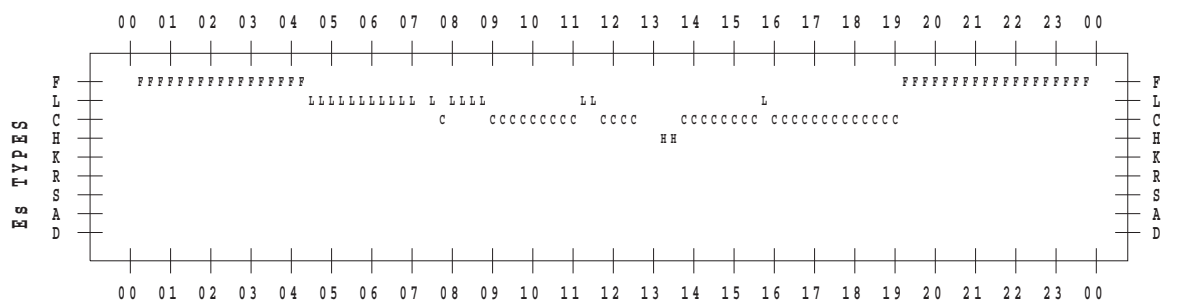 00 01 02 03 04 05 06 07 08 09 10 11 12 13 14 15 16 17 18 19 20 21 22 23 00
Es TYPES
F FFFFFFFFFFFFFFFFF FFFFFFFFFFFFFFFFFFF F
L LLLLLLLLLLL L LLLL LL L L
C C CCCCCCCCC CCCC CCCCCCCC CCCCCCCCCCCCC C
H HH H
K K
R R
S S
A A
D D
00 01 02 03 04 05 06 07 08 09 10 11 12 13 14 15 16 17 18 19 20 21 22 23 00